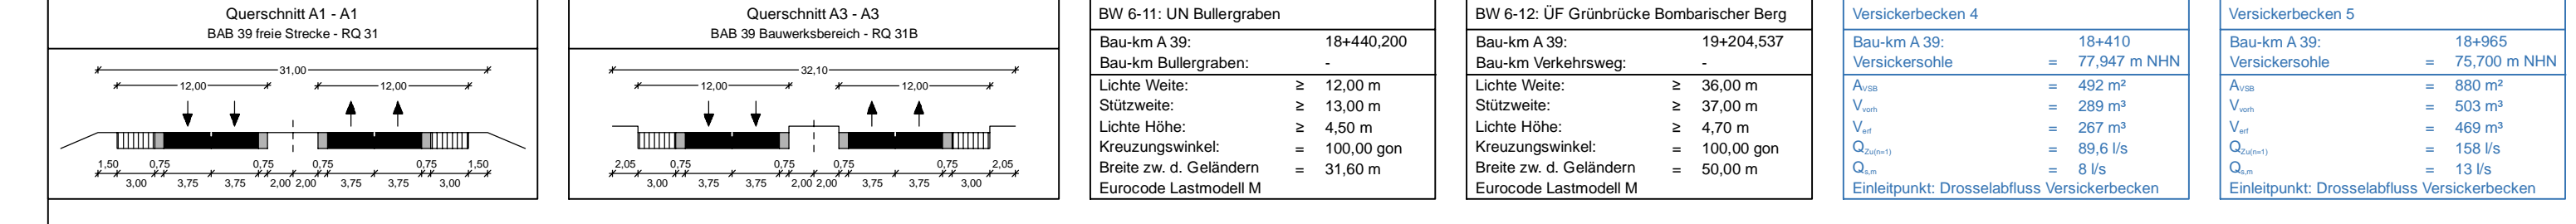 Querschnitt A1 - A1
BAB 39 freie Strecke - RQ 31
31,00
12,00 12,00
1,50 0,75 0,75 0,75 0,75 1,50
3,00 3,75 3,75 2,00 2,00 3,75 3,75 3,00
Querschnitt A3 - A3
BAB 39 Bauwerksbereich - RQ 31B
32,10
12,00 12,00
2,05 0,75 0,75 0,75 0,75 2,05
3,00 3,75 3,75 2,00 2,00 3,75 3,75 3,00
BW 6-11: UN Bullergraben
Bau-km A 39: 18+440,200
Bau-km Bullergraben: -
Lichte Weite: ≥ 12,00 m
Stützweite: ≥ 13,00 m
Lichte Höhe: ≥ 4,50 m
Kreuzungswinkel: = 100,00 gon
Breite zw. d. Geländern = 31,60 m
Eurocode Lastmodell M
BW 6-12: ÜF Grünbrücke Bombarischer Berg
Bau-km A 39: 19+204,537
Bau-km Verkehrsweg: -
Lichte Weite: ≥ 36,00 m
Stützweite: ≥ 37,00 m
Lichte Höhe: ≥ 4,70 m
Kreuzungswinkel: = 100,00 gon
Breite zw. d. Geländern = 50,00 m
Eurocode Lastmodell M
Versickerbecken 4
Bau-km A 39: 18+410
Versickersohle = 77,947 m NHN
AVSB = 492 m²
Vvorh = 289 m³
Verf = 267 m³
QZu(n=1) = 89,6 l/s
Qs,m = 8 l/s
Einleitpunkt: Drosselabfluss Versickerbecken
Versickerbecken 5
Bau-km A 39: 18+965
Versickersohle = 75,700 m NHN
AVSB = 880 m²
Vvorh = 503 m³
Verf = 469 m³
QZu(n=1) = 158 l/s
Qs,m = 13 l/s
Einleitpunkt: Drosselabfluss Versickerbecken